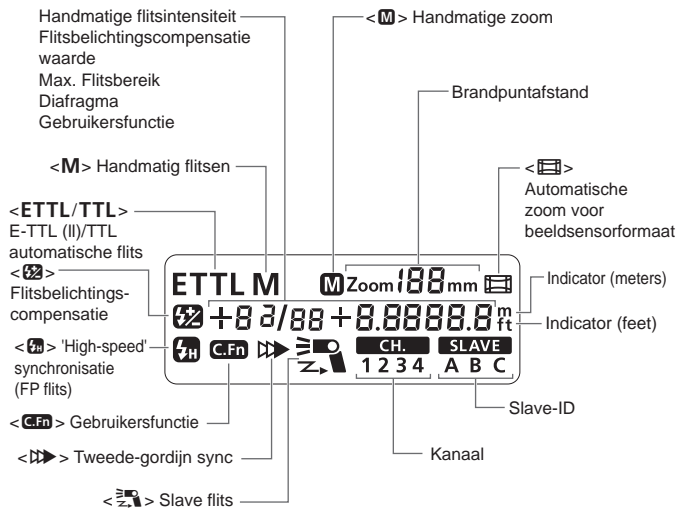 Handmatige flitsintensiteit
Flitsbelichtingscompensatie
waarde
Max. Flitsbereik
Diafragma
Gebruikersfunctie
<M> Handmatige zoom
Brandpuntafstand
<M> Handmatig flitsen
< >
Automatische
zoom voor
beeldsensorformaat
<ETTL/TTL>
E-TTL (II)/TTL
automatische flits
< >
Flitsbelichtings-
compensatie
ETTL M M Zoom 188 mm
+8 2/88 +8.8888.8 m ft
Indicator (meters)
Indicator (feet)
< H > 'High-speed'
synchronisatie
(FP flits)
H C.Fn CH. SLAVE
1 2 3 4 A B C
Slave-ID
<C.Fn> Gebruikersfunctie
Kanaal
< > Tweede-gordijn sync
< > Slave flits